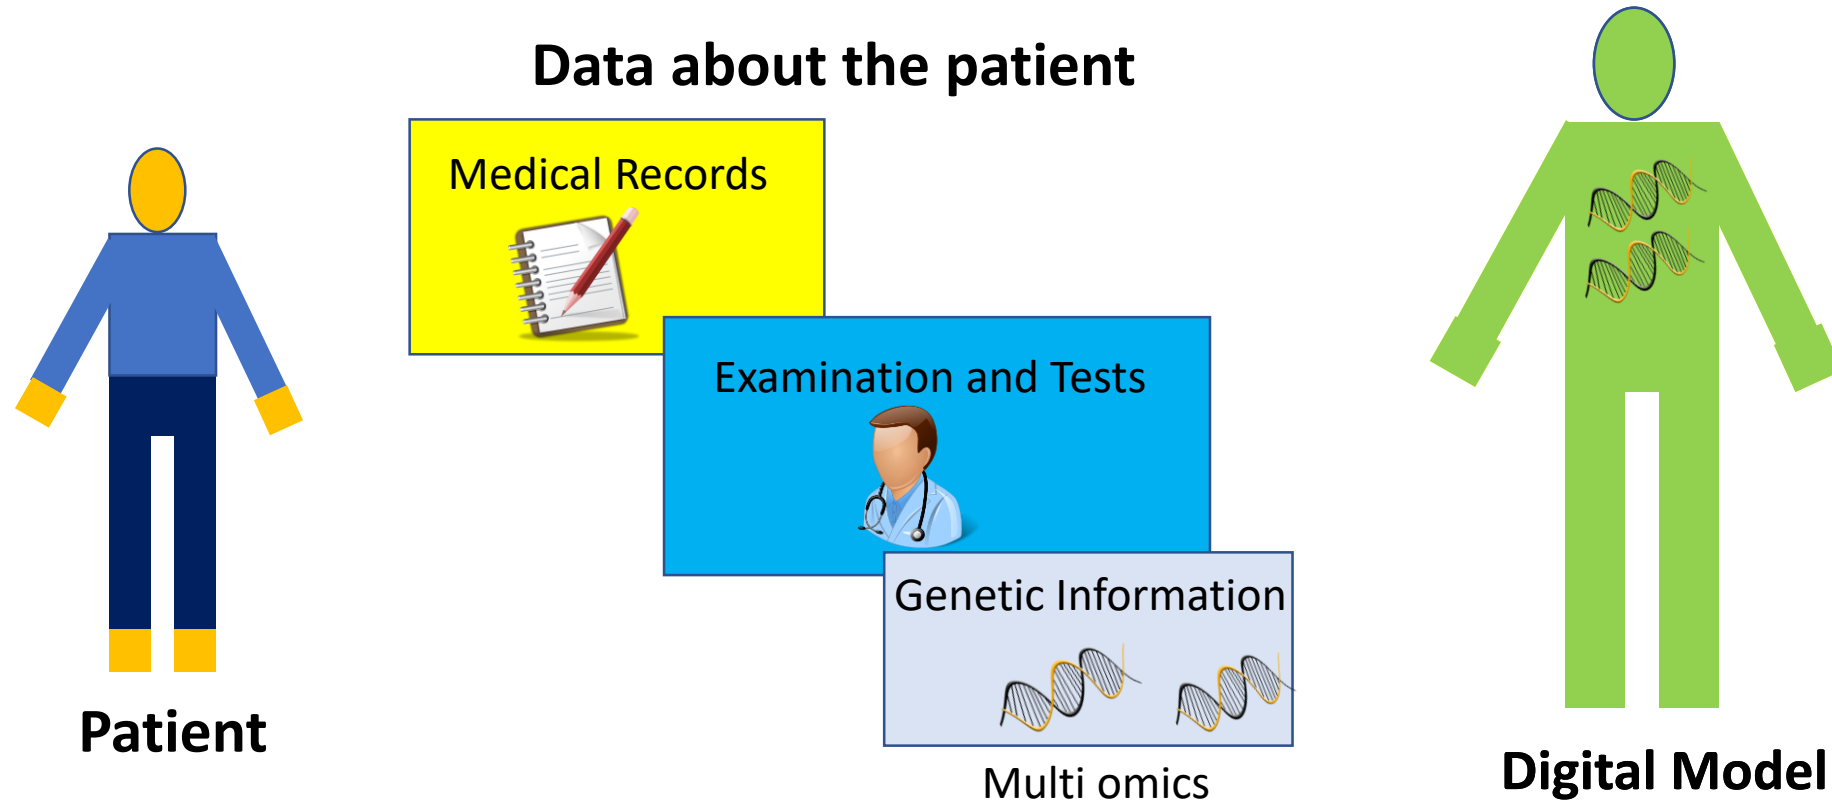 Data about the patient
Medical Records
Examination and Tests
Genetic Information
Multi omics
Patient
Digital Model